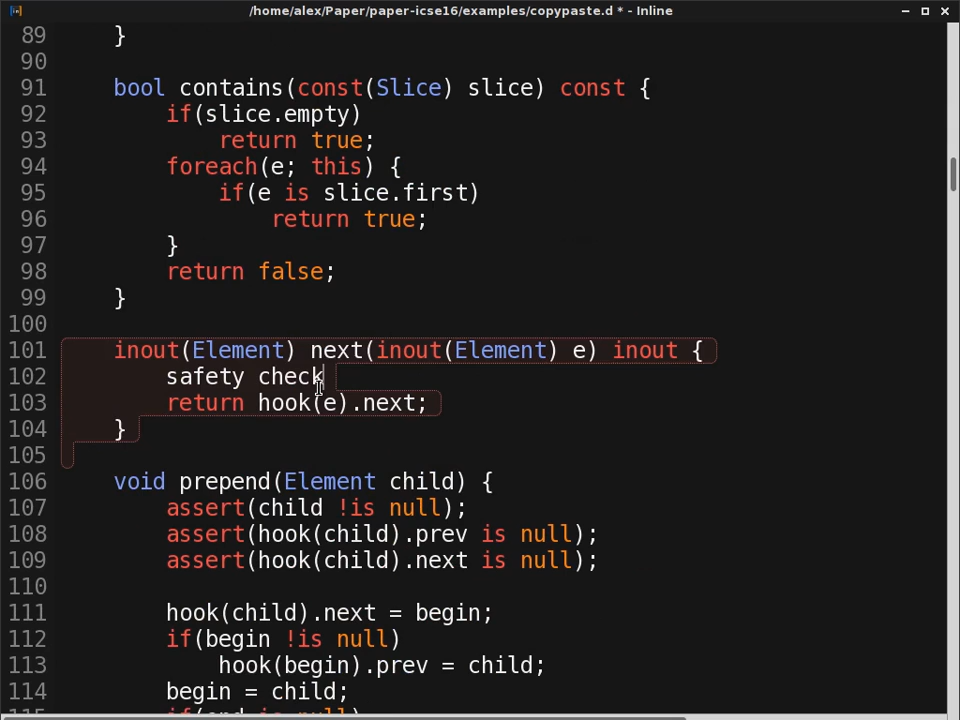 /home/alex/Paper/paper-icse16/examples/copypaste.d * - Inline
89 }
90
91 bool contains(const(Slice) slice) const {
92 if(slice.empty)
93 return true;
94 foreach(e; this) {
95 if(e is slice.first)
96 return true;
97 }
98 return false;
99 }
100
101 inout(Element) next(inout(Element) e) inout {
102 safety check
103 return hook(e).next;
104 }
105
106 void prepend(Element child) {
107 assert(child !is null);
108 assert(hook(child).prev is null);
109 assert(hook(child).next is null);
110
111 hook(child).next = begin;
112 if(begin !is null)
113 hook(begin).prev = child;
114 begin = child;
115 if(end is null)